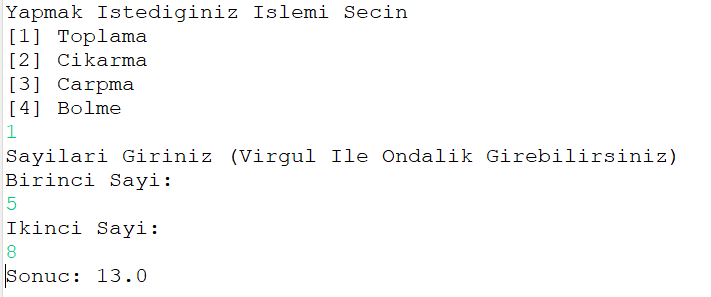 Yapmak Istediginiz Islemi Secin
[1] Toplama
[2] Cikarma
[3] Carpma
[4] Bolme
1
Sayilari Giriniz (Virgul Ile Ondalik Girebilirsiniz)
Birinci Sayi:
5
Ikinci Sayi:
8
Sonuc: 13.0